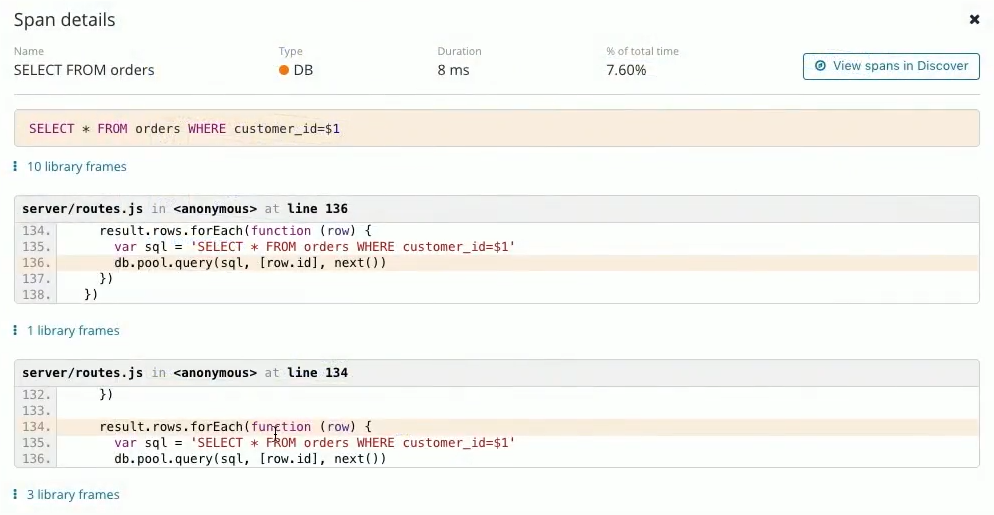 Span details
Name Type Duration % of total time
SELECT FROM orders DB 8 ms 7.60% View spans in Discover
SELECT * FROM orders WHERE customer_id=$1
10 library frames
server/routes.js in <anonymous> at line 136
134. result.rows.forEach(function (row) {
135. var sql = 'SELECT * FROM orders WHERE customer_id=$1'
136. db.pool.query(sql, [row.id], next())
137. })
138. })
1 library frames
server/routes.js in <anonymous> at line 134
132. })
133.
134. result.rows.forEach(function (row) {
135. var sql = 'SELECT * FROM orders WHERE customer_id=$1'
136. db.pool.query(sql, [row.id], next())
3 library frames